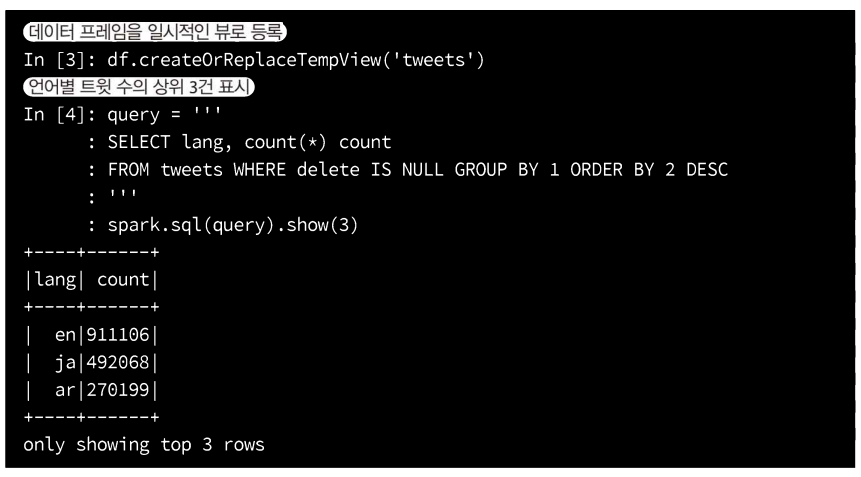 데이터 프레임을 일시적인 뷰로 등록
In [3]: df.createOrReplaceTempView('tweets')
언어별 트윗 수의 상위 3건 표시
In [4]: query = '''
      : SELECT lang, count(*) count
      : FROM tweets WHERE delete IS NULL GROUP BY 1 ORDER BY 2 DESC
      : '''
      : spark.sql(query).show(3)
+----+------+
|lang| count|
+----+------+
|  en|911106|
|  ja|492068|
|  ar|270199|
+----+------+
only showing top 3 rows